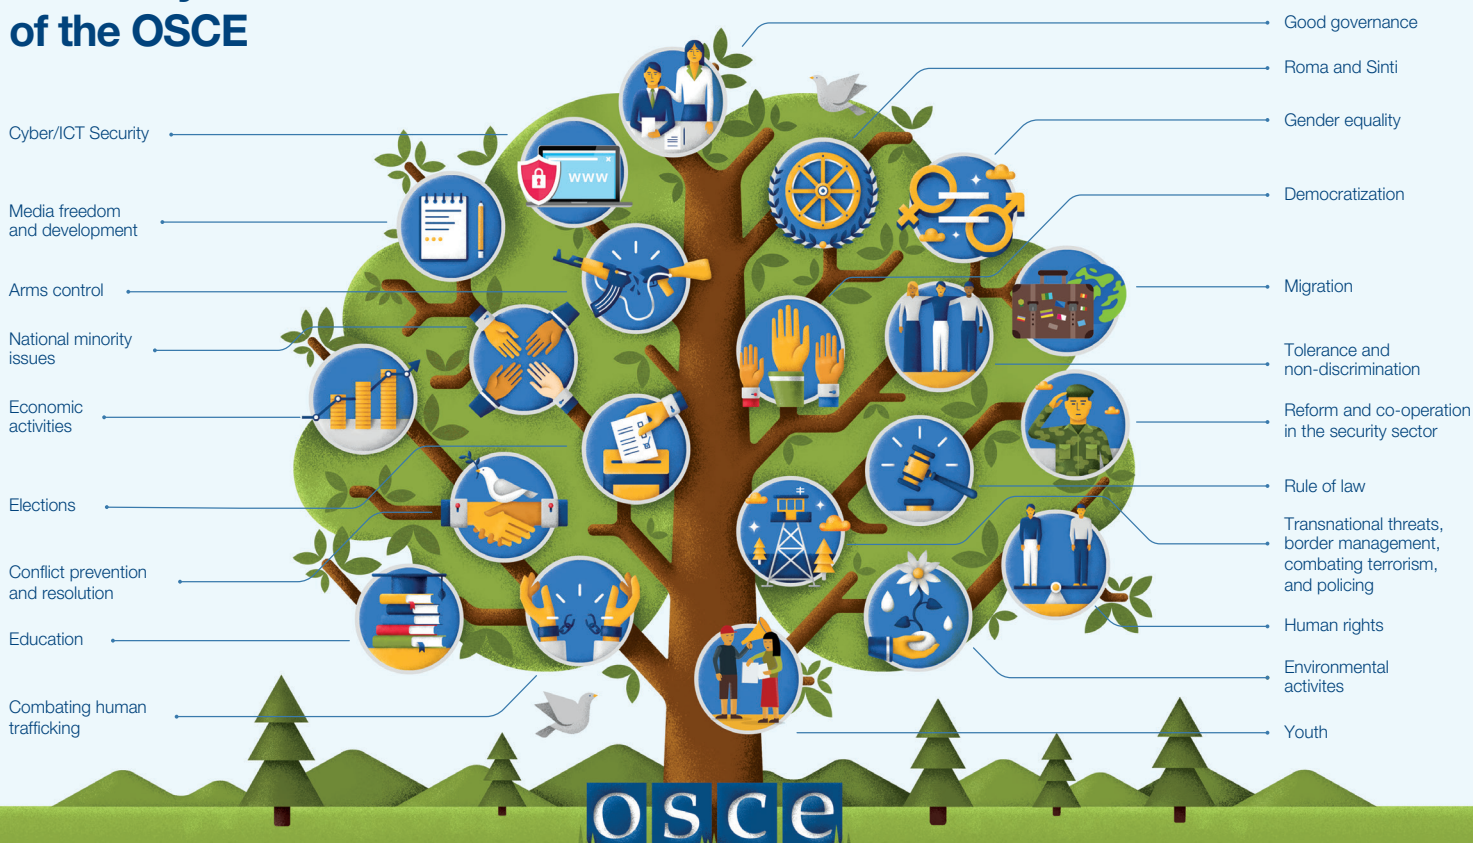 of the OSCE
Cyber/ICT Security
Media freedom
and development
Arms control
National minority
issues
Economic
activities
Elections
Conflict prevention
and resolution
Education
Combating human
trafficking
www
Good governance
Roma and Sinti
Gender equality
Democratization
Migration
Tolerance and
non-discrimination
Reform and co-operation
in the security sector
Rule of law
Transnational threats,
border management,
combating terrorism,
and policing
Human rights
Environmental
activites
Youth
osce